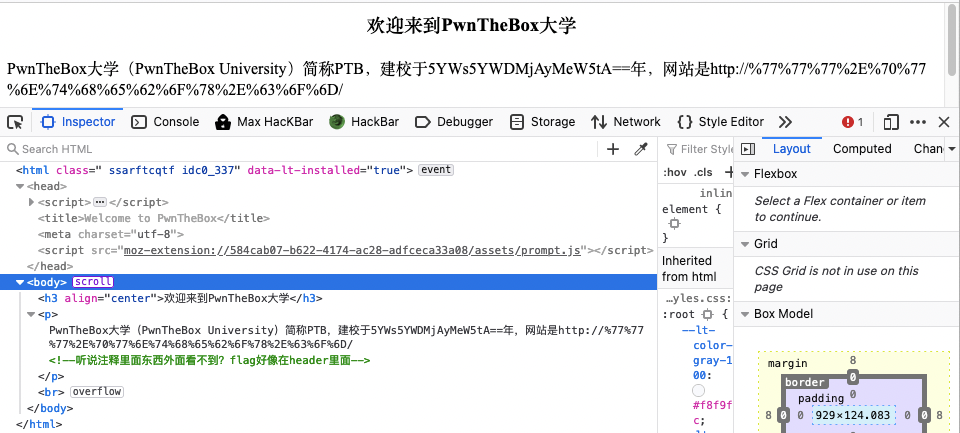 欢迎来到PwnTheBox大学
PwnTheBox大学（PwnTheBox University）简称PTB，建校于5YWs5YWDMjAyMeW5tA==年，网站是http://%77%77%77%2E%70%77
%6E%74%68%65%62%6F%78%2E%63%6F%6D/
Inspector Console Max HacKBar HackBar Debugger Storage Network {} Style Editor 1
Search HTML
<html class=" ssarftcqtf idc0_337" data-lt-installed="true"> event
<head>
<script>⋯</script>
<title>Welcome to PwnTheBox</title>
<meta charset="utf-8">
<script src="moz-extension://584cab07-b622-4174-ac28-adfceca33a08/assets/prompt.js"></script>
</head>
<body> scroll
<h3 align="center">欢迎来到PwnTheBox大学</h3>
<p>
PwnTheBox大学（PwnTheBox University）简称PTB，建校于5YWs5YWDMjAyMeW5tA==年，网站是http://%77%77
%77%2E%70%77%6E%74%68%65%62%6F%78%2E%63%6F%6D/
<!--听说注释里面东西外面看不到？flag好像在header里面-->
</p>
<br> overflow
</body>
</html>
Filter Style
:hov .cls +
inlin
element {
}
Inherited
from html
…yles.css:
:root {
--lt-
color-
gray-1
00:
#f8f9f
c;
Layout Computed Chan
Flexbox
Select a Flex container or item
to continue.
Grid
CSS Grid is not in use on this
page
Box Model
margin 8
border 0
padding 0
8 0 0 929×124.083 0 0 8